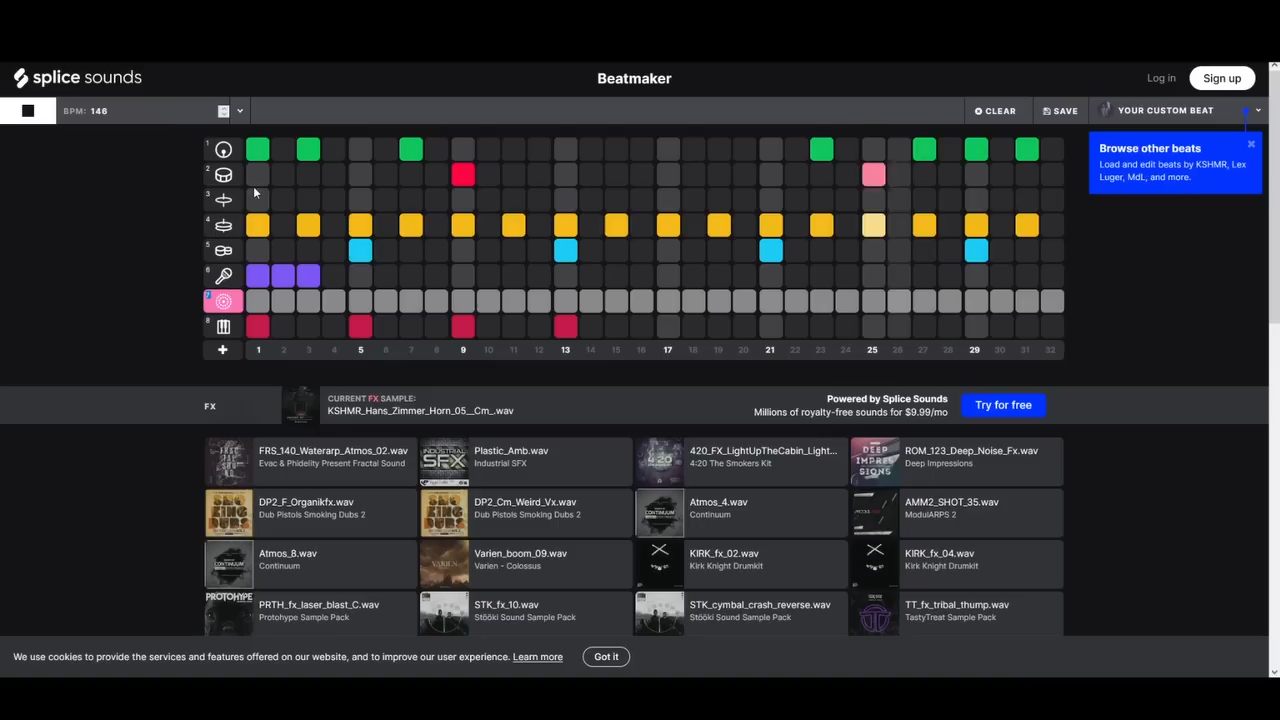 splice sounds
Beatmaker
Log in
Sign up
BPM: 146
CLEAR
SAVE
YOUR CUSTOM BEAT
Browse other beats
Load and edit beats by KSHMR, Lex
Luger, MdL, and more.
1
2
3
4
5
6
7
8
1 2 3 4 5 6 7 8 9 10 11 12 13 14 15 16 17 18 19 20 21 22 23 24 25 26 27 28 29 30 31 32
FX
CURRENT FX SAMPLE:
KSHMR_Hans_Zimmer_Horn_05__Cm_.wav
Powered by Splice Sounds
Millions of royalty-free sounds for $9.99/mo
Try for free
FRS_140_Waterarp_Atmos_02.wav
Evac & Phidelity Present Fractal Sound
Plastic_Amb.wav
Industrial SFX
420_FX_LightUpTheCabin_Light...
4:20 The Smokers Kit
ROM_123_Deep_Noise_Fx.wav
Deep Impressions
DP2_F_Organikfx.wav
Dub Pistols Smoking Dubs 2
DP2_Cm_Weird_Vx.wav
Dub Pistols Smoking Dubs 2
Atmos_4.wav
Continuum
AMM2_SHOT_35.wav
ModulARPS 2
Atmos_8.wav
Continuum
Varien_boom_09.wav
Varien - Colossus
KIRK_fx_02.wav
Kirk Knight Drumkit
KIRK_fx_04.wav
Kirk Knight Drumkit
PRTH_fx_laser_blast_C.wav
Protohype Sample Pack
STK_fx_10.wav
Stööki Sound Sample Pack
STK_cymbal_crash_reverse.wav
Stööki Sound Sample Pack
TT_fx_tribal_thump.wav
TastyTreat Sample Pack
We use cookies to provide the services and features offered on our website, and to improve our user experience. Learn more
Got it